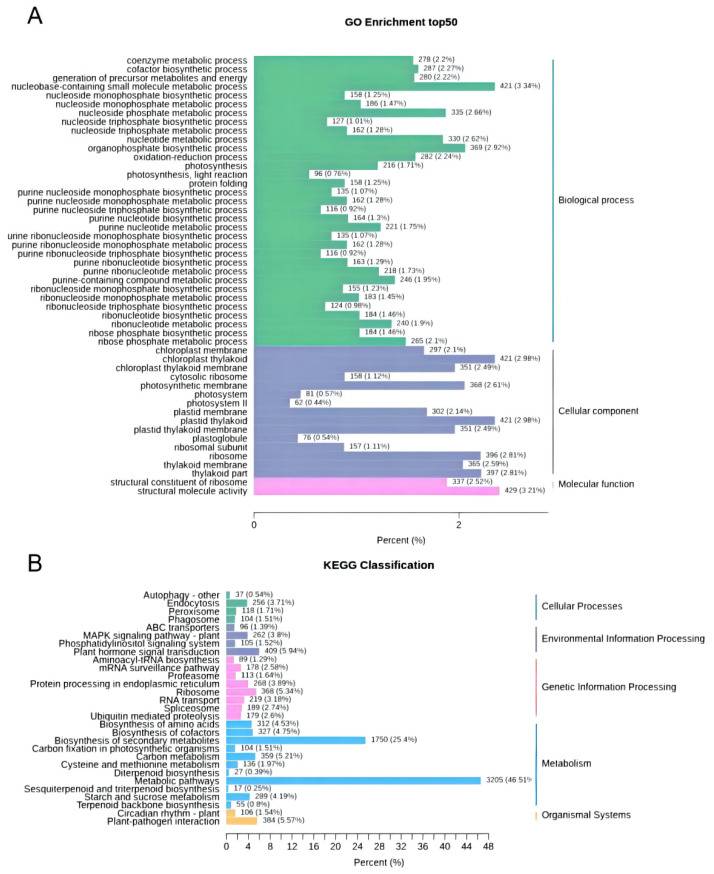 A
GO Enrichment top50
coenzyme metabolic process 278 (2.2%)
cofactor biosynthetic process 287 (2.27%)
generation of precursor metabolites and energy 280 (2.22%)
nucleobase-containing small molecule metabolic process 421 (3.34%)
nucleoside monophosphate biosynthetic process 158 (1.25%)
nucleoside monophosphate metabolic process 186 (1.47%)
nucleoside phosphate metabolic process 335 (2.66%)
nucleoside triphosphate biosynthetic process 127 (1.01%)
nucleoside triphosphate metabolic process 162 (1.28%)
nucleotide metabolic process 330 (2.62%)
organophosphate biosynthetic process 369 (2.92%)
oxidation-reduction process 282 (2.24%)
photosynthesis 216 (1.71%)
photosynthesis, light reaction 96 (0.76%)
protein folding 158 (1.25%)
purine nucleoside monophosphate biosynthetic process 135 (1.07%)
purine nucleoside monophosphate metabolic process 162 (1.28%)
purine nucleoside triphosphate biosynthetic process 116 (0.92%)
purine nucleotide biosynthetic process 164 (1.3%)
purine nucleotide metabolic process 221 (1.75%)
urine ribonucleoside monophosphate biosynthetic process 135 (1.07%)
purine ribonucleoside monophosphate metabolic process 162 (1.28%)
purine ribonucleoside triphosphate biosynthetic process 116 (0.92%)
purine ribonucleotide biosynthetic process 163 (1.29%)
purine ribonucleotide metabolic process 218 (1.73%)
purine-containing compound metabolic process 246 (1.95%)
ribonucleoside monophosphate biosynthetic process 155 (1.23%)
ribonucleoside monophosphate metabolic process 183 (1.45%)
ribonucleoside triphosphate biosynthetic process 124 (0.98%)
ribonucleotide biosynthetic process 184 (1.46%)
ribonucleotide metabolic process 240 (1.9%)
ribose phosphate biosynthetic process 184 (1.46%)
ribose phosphate metabolic process 265 (2.1%)
Biological process
chloroplast membrane 297 (2.1%)
chloroplast thylakoid 421 (2.98%)
chloroplast thylakoid membrane 351 (2.49%)
cytosolic ribosome 158 (1.12%)
photosynthetic membrane 368 (2.61%)
photosystem 81 (0.57%)
photosystem II 62 (0.44%)
plastid membrane 302 (2.14%)
plastid thylakoid 421 (2.98%)
plastid thylakoid membrane 351 (2.49%)
plastoglobule 76 (0.54%)
ribosomal subunit 157 (1.11%)
ribosome 396 (2.81%)
thylakoid membrane 365 (2.59%)
thylakoid part 397 (2.81%)
Cellular component
structural constituent of ribosome 337 (2.52%)
structural molecule activity 429 (3.21%)
Molecular function
0 2
Percent (%)
B
KEGG Classification
Autophagy - other 37 (0.54%)
Endocytosis 256 (3.71%)
Peroxisome 118 (1.71%)
Phagosome 104 (1.51%)
Cellular Processes
ABC transporters 96 (1.39%)
MAPK signaling pathway - plant 262 (3.8%)
Phosphatidylinositol signaling system 105 (1.52%)
Plant hormone signal transduction 409 (5.94%)
Environmental Information Processing
Aminoacyl-tRNA biosynthesis 89 (1.29%)
mRNA surveillance pathway 178 (2.58%)
Proteasome 113 (1.64%)
Protein processing in endoplasmic reticulum 268 (3.89%)
Ribosome 368 (5.34%)
RNA transport 219 (3.18%)
Spliceosome 189 (2.74%)
Ubiquitin mediated proteolysis 179 (2.6%)
Genetic Information Processing
Biosynthesis of amino acids 312 (4.53%)
Biosynthesis of cofactors 327 (4.75%)
Biosynthesis of secondary metabolites 1750 (25.4%)
Carbon fixation in photosynthetic organisms 104 (1.51%)
Carbon metabolism 359 (5.21%)
Cysteine and methionine metabolism 136 (1.97%)
Diterpenoid biosynthesis 27 (0.39%)
Metabolic pathways 3205 (46.51%
Sesquiterpenoid and triterpenoid biosynthesis 17 (0.25%)
Starch and sucrose metabolism 289 (4.19%)
Terpenoid backbone biosynthesis 55 (0.8%)
Metabolism
Circadian rhythm - plant 106 (1.54%)
Plant-pathogen interaction 384 (5.57%)
Organismal Systems
0 4 8 12 16 20 24 28 32 36 40 44 48
Percent (%)